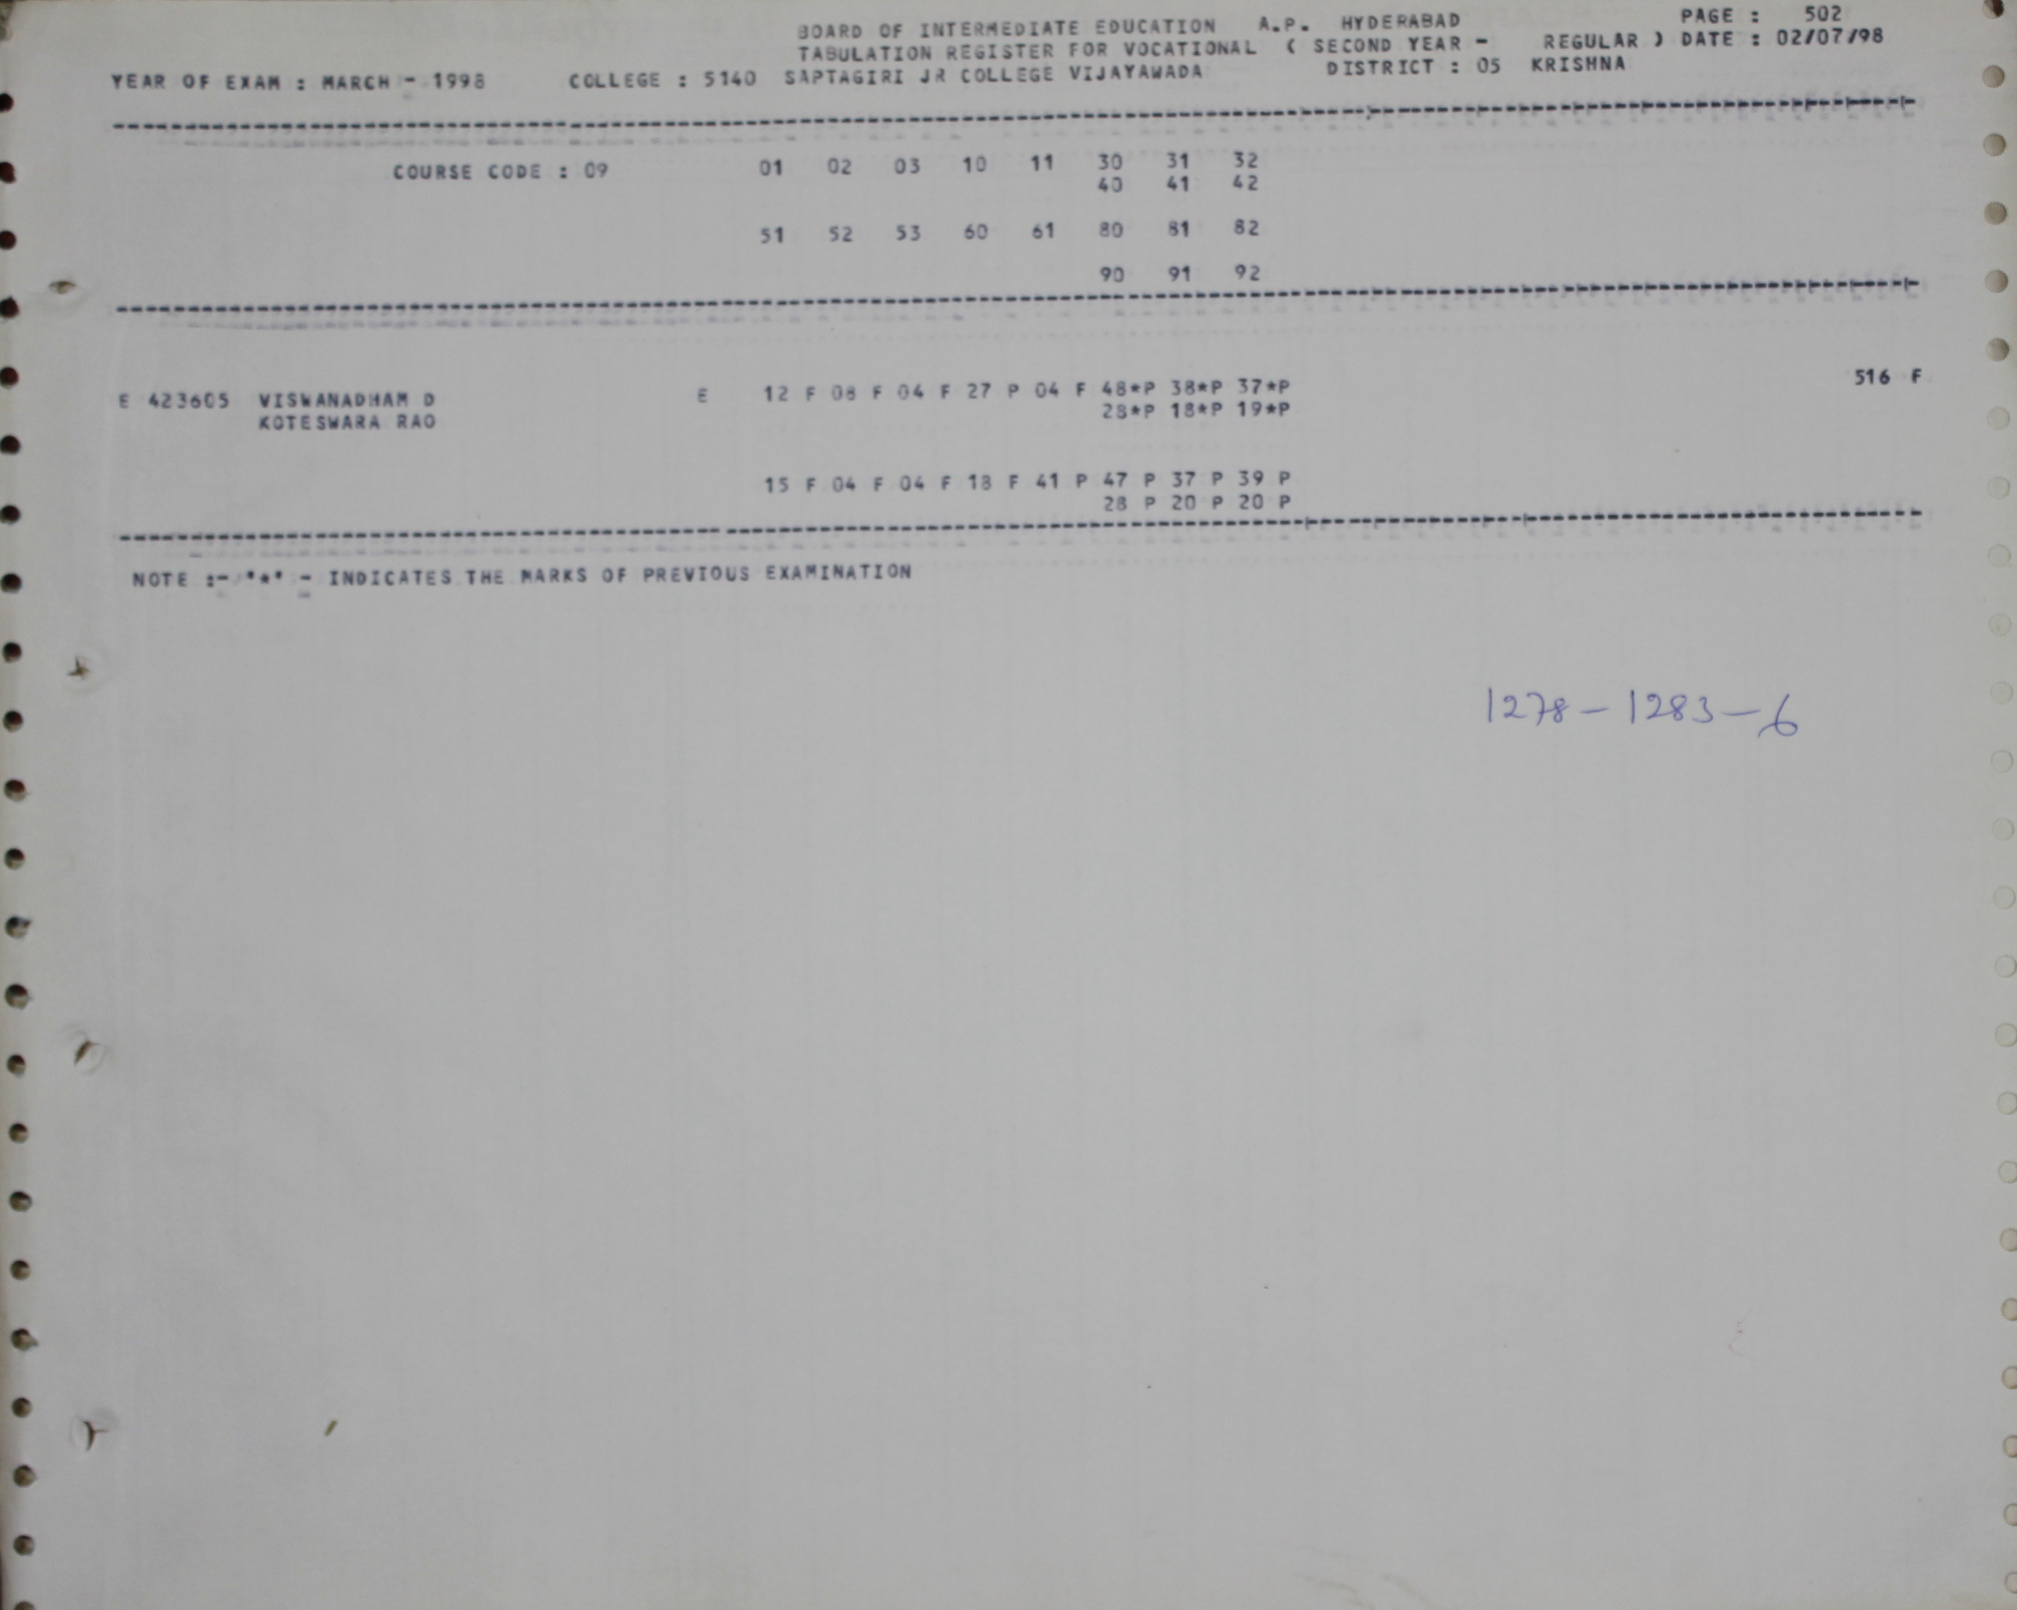 BOARD OF INTERMEDIATE EDUCATION A.P. HYDERABAD PAGE : 502
TABULATION REGISTER FOR VOCATIONAL ( SECOND YEAR - REGULAR ) DATE : 02/07/98
YEAR OF EXAM : MARCH - 1998 COLLEGE : 5140 SAPTAGIRI JR COLLEGE VIJAYAWADA DISTRICT : 05 KRISHNA
COURSE CODE : 09 01 02 03 10 11 30 31 32
40 41 42
51 52 53 60 61 80 81 82
90 91 92
E 423605 VISWANADHAM D E 12 F 08 F 04 F 27 P 04 F 48*P 38*P 37*P 516 F
KOTESWARA RAO 28*P 18*P 19*P
15 F 04 F 04 F 18 F 41 P 47 P 37 P 39 P
28 P 20 P 20 P
NOTE :- '*' - INDICATES THE MARKS OF PREVIOUS EXAMINATION
1278 - 1283 - 6